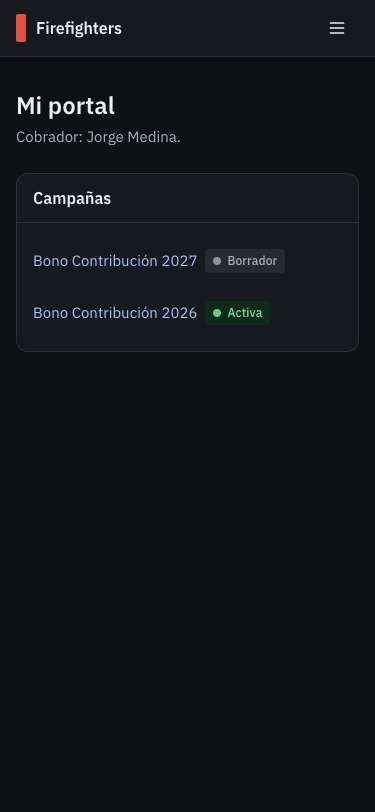 Firefighters
Mi portal
Cobrador: Jorge Medina.
Campañas
Bono Contribución 2027 Borrador
Bono Contribución 2026 Activa